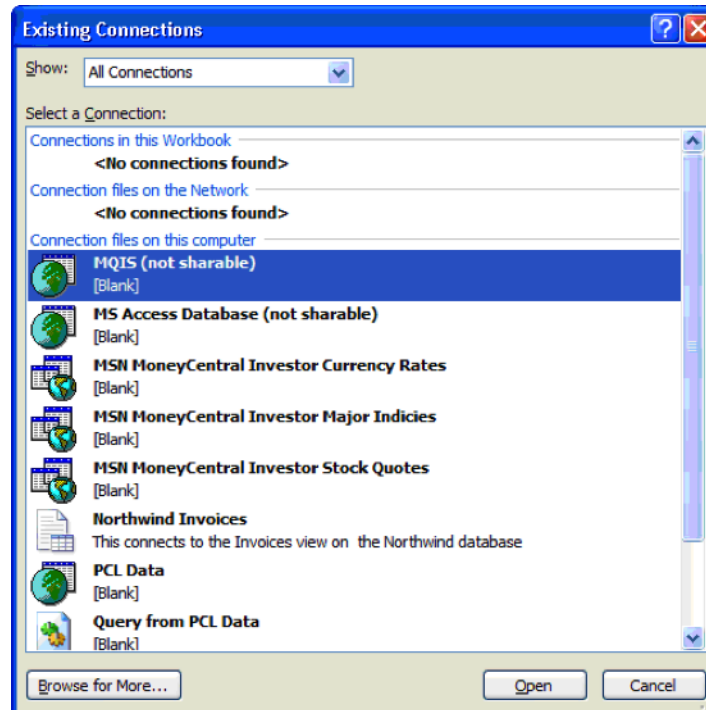 Existing Connections
Show: All Connections
Select a Connection:
Connections in this Workbook
<No connections found>
Connection files on the Network
<No connections found>
Connection files on this computer
MQIS (not sharable)
[Blank]
MS Access Database (not sharable)
[Blank]
MSN MoneyCentral Investor Currency Rates
[Blank]
MSN MoneyCentral Investor Major Indicies
[Blank]
MSN MoneyCentral Investor Stock Quotes
[Blank]
Northwind Invoices
This connects to the Invoices view on the Northwind database
PCL Data
[Blank]
Query from PCL Data
[Blank]
Browse for More... Open Cancel